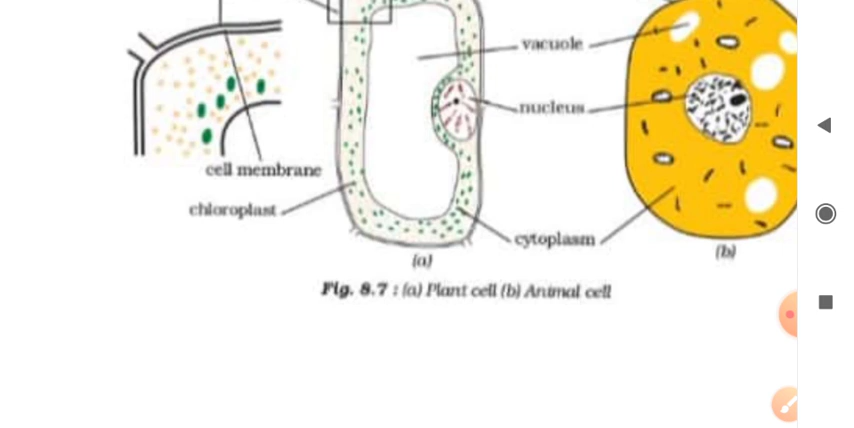 vacuole
nucleus
cell membrane
chloroplast
cytoplasm
(a)
(b)
Fig. 8.7 : (a) Plant cell (b) Animal cell